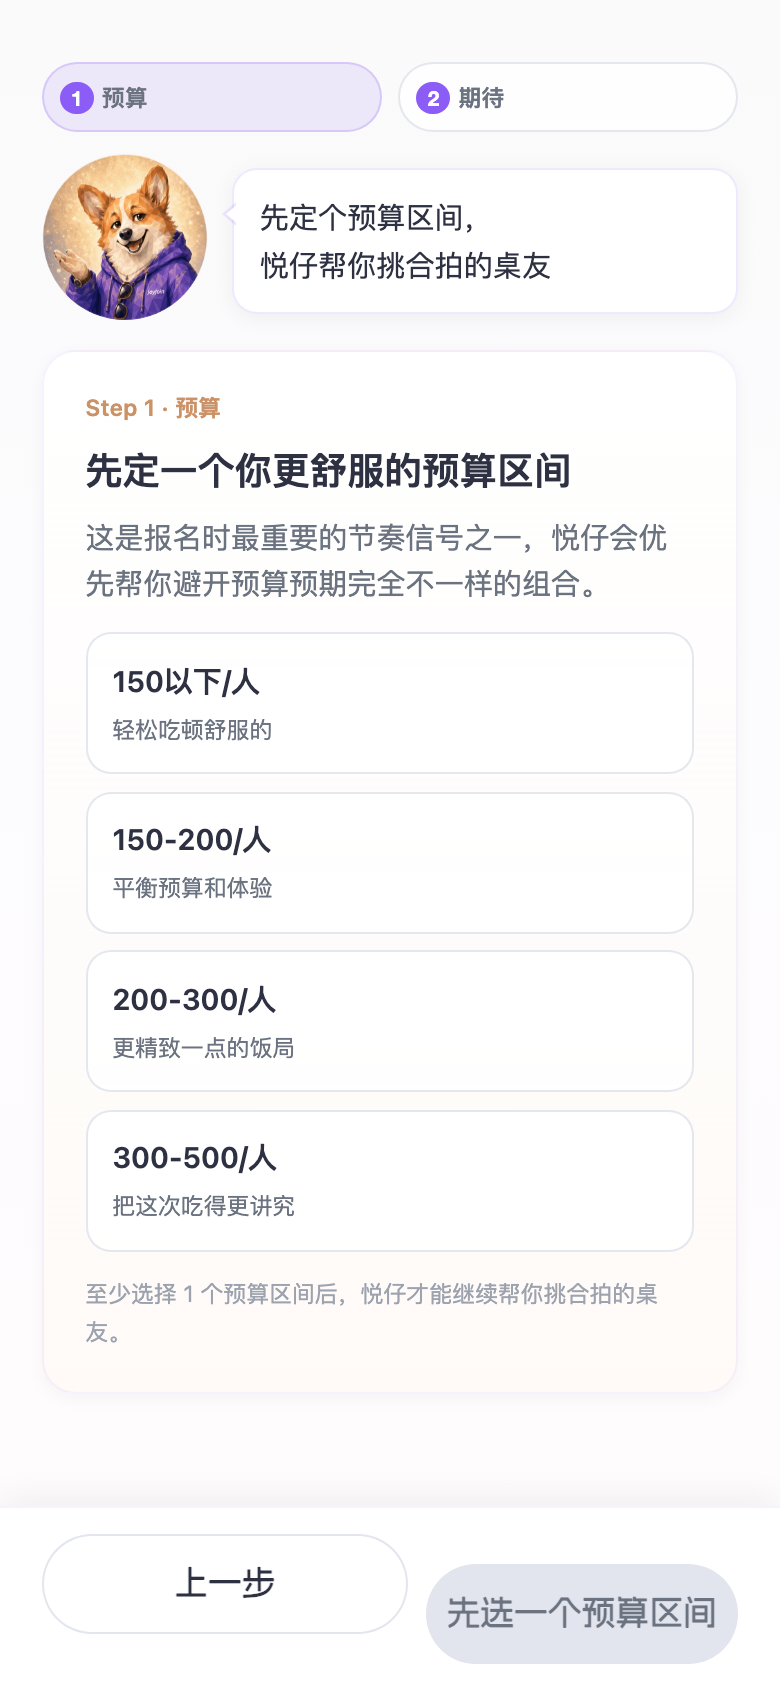 1 预算
2 期待
先定个预算区间，
悦仔帮你挑合拍的桌友
Step 1 · 预算
先定一个你更舒服的预算区间
这是报名时最重要的节奏信号之一，悦仔会优
先帮你避开预算预期完全不一样的组合。
150以下/人
轻松吃顿舒服的
150-200/人
平衡预算和体验
200-300/人
更精致一点的饭局
300-500/人
把这次吃得更讲究
至少选择 1 个预算区间后，悦仔才能继续帮你挑合拍的桌
友。
上一步
先选一个预算区间